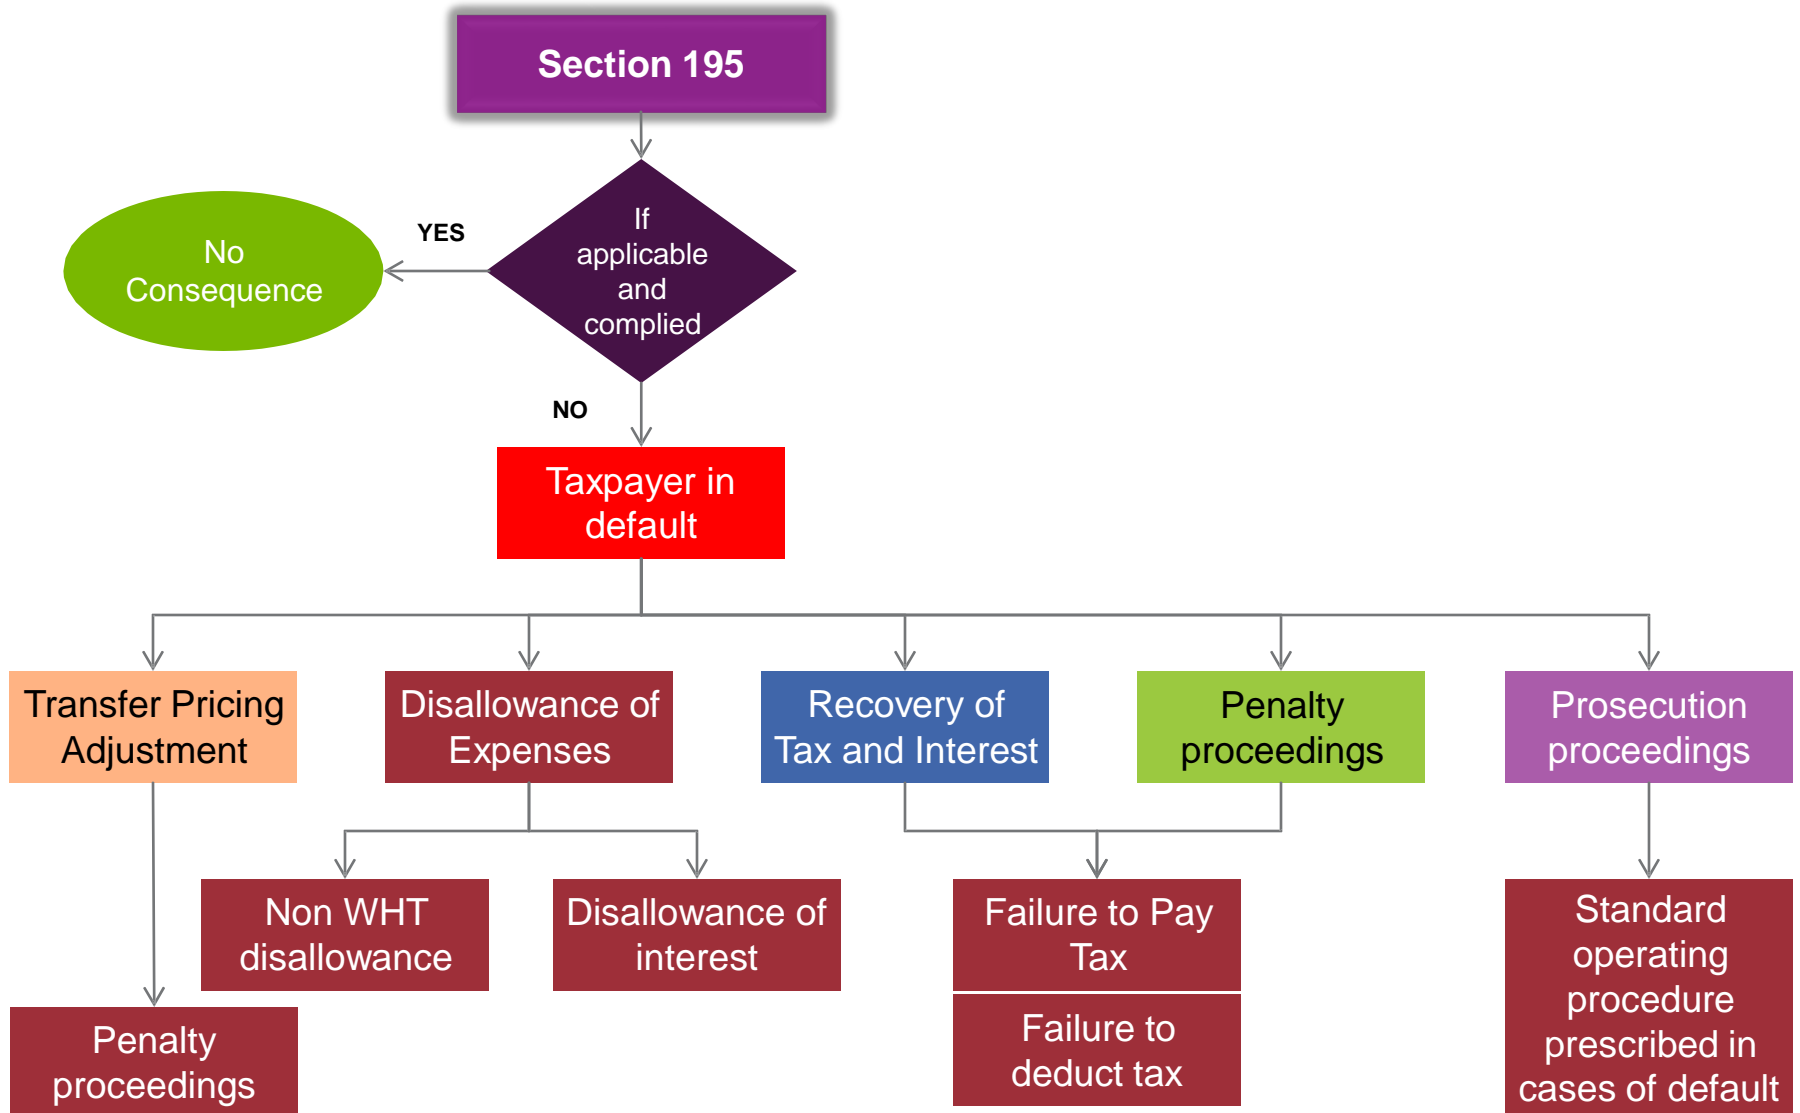 Section 195
If
applicable
and
complied
YES
No
Consequence
NO
Taxpayer in
default
Transfer Pricing
Adjustment
Disallowance of
Expenses
Recovery of
Tax and Interest
Penalty
proceedings
Prosecution
proceedings
Non WHT
disallowance
Disallowance of
interest
Failure to Pay
Tax
Failure to
deduct tax
Standard
operating
procedure
prescribed in
cases of default
Penalty
proceedings